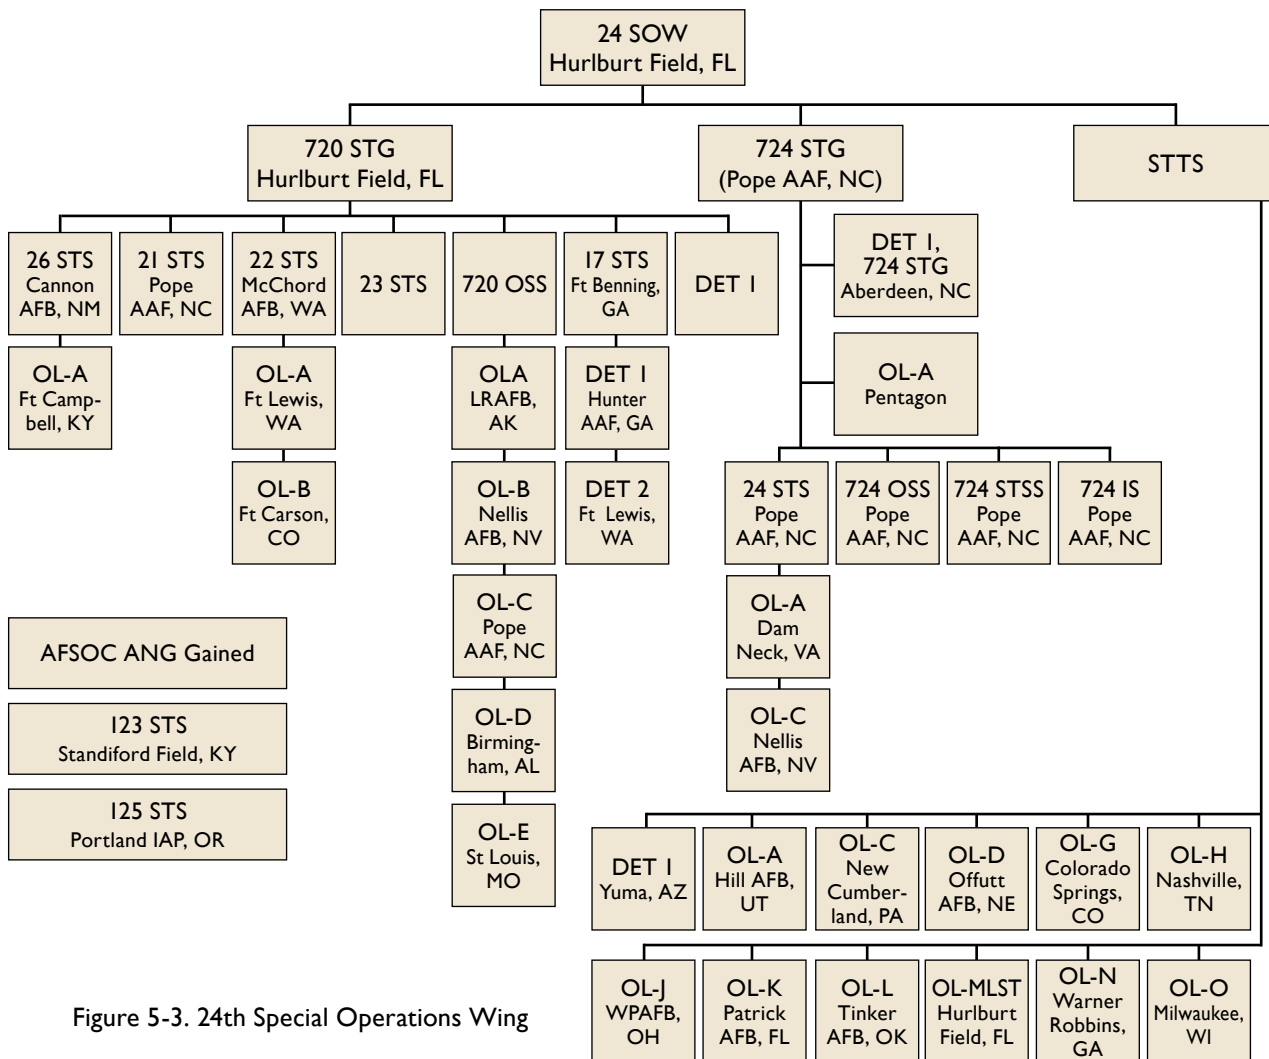 24 SOW
Hurlburt Field, FL
720 STG
Hurlburt Field, FL
724 STG
(Pope AAF, NC)
STTS
26 STS
Cannon
AFB, NM
21 STS
Pope
AAF, NC
22 STS
McChord
AFB, WA
23 STS
720 OSS
17 STS
Ft Benning,
GA
DET 1
DET 1,
724 STG
Aberdeen, NC
OL-A
Ft Camp-
bell, KY
OL-A
Ft Lewis,
WA
OLA
LRAFB,
AK
DET 1
Hunter
AAF, GA
OL-A
Pentagon
OL-B
Ft Carson,
CO
OL-B
Nellis
AFB, NV
DET 2
Ft Lewis,
WA
24 STS
Pope
AAF, NC
724 OSS
Pope
AAF, NC
724 STSS
Pope
AAF, NC
724 IS
Pope
AAF, NC
OL-C
Pope
AAF, NC
OL-A
Dam
Neck, VA
AFSOC ANG Gained
123 STS
Standiford Field, KY
125 STS
Portland IAP, OR
OL-D
Birming-
ham, AL
OL-C
Nellis
AFB, NV
OL-E
St Louis,
MO
DET 1
Yuma, AZ
OL-A
Hill AFB,
UT
OL-C
New
Cumber-
land, PA
OL-D
Offutt
AFB, NE
OL-G
Colorado
Springs,
CO
OL-H
Nashville,
TN
OL-J
WPAFB,
OH
OL-K
Patrick
AFB, FL
OL-L
Tinker
AFB, OK
OL-MLST
Hurlburt
Field, FL
OL-N
Warner
Robbins,
GA
OL-O
Milwaukee,
WI
Figure 5-3. 24th Special Operations Wing